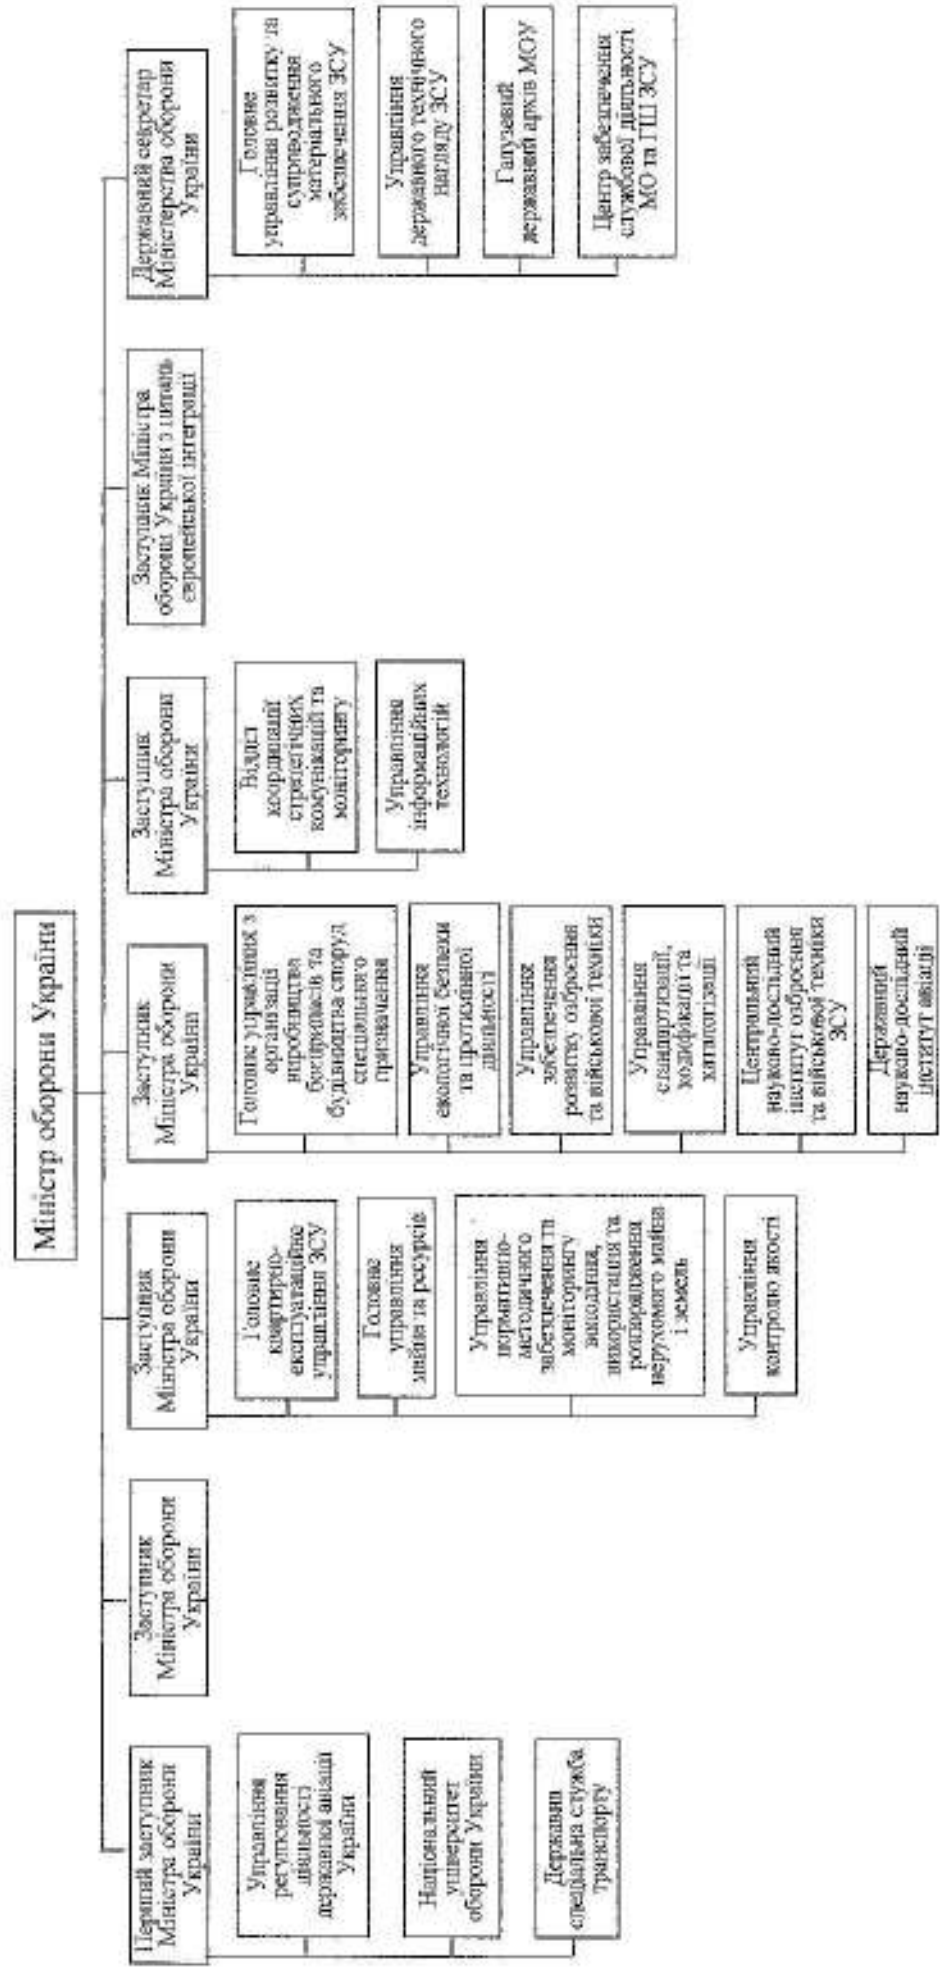 Міністр оборони України
Перший заступник
Міністра оборони
України
Управління
регулювання
діяльності
державної авіації
України
Національний
університет
оборони України
Державна
спеціальна служба
транспорту
Заступник
Міністра оборони
України
Заступник
Міністра оборони
України
Головне
квартирно-
експлуатаційне
управління ЗСУ
Головне
управління
майна та ресурсів
Управління
нормативно-
методичного
забезпечення та
моніторингу
володіння,
використання та
розпорядження
нерухомого майна
і земель
Управління
контролю якості
Заступник
Міністра оборони
України
Головне управління з
організації
виробництва
боєприпасів та
будівництва споруд
спеціального
призначення
Управління
екологічної безпеки
та протимінної
діяльності
Управління
забезпечення
розвитку озброєння
та військової техніки
Управління
стандартизації,
кодифікації та
каталогізації
Центральний
науково-дослідний
інститут озброєння
та військової техніки
ЗСУ
Державний
науково-дослідний
інститут авіації
Заступник
Міністра оборони
України
Відділ
координації
стратегічних
комунікацій та
моніторингу
Управління
інформаційних
технологій
Заступник Міністра
оборони України з питань
європейської інтеграції
Державний секретар
Міністерства оборони
України
Головне
управління розвитку та
супроводження
матеріального
забезпечення ЗСУ
Управління
державного технічного
нагляду ЗСУ
Галузевий
державний архів МОУ
Центр забезпечення
службової діяльності
МО та ГШ ЗСУ